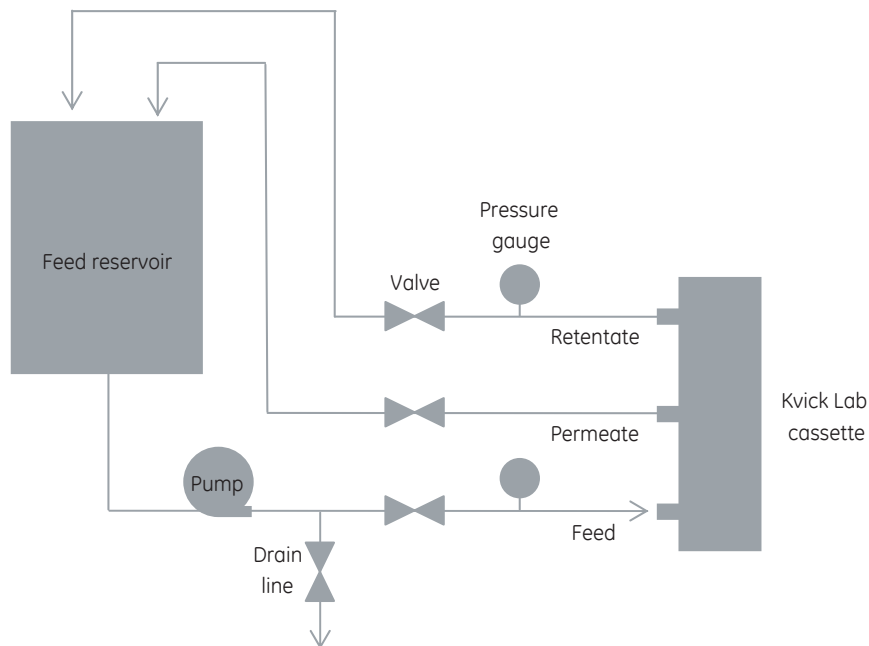 Pressure
gauge
Feed reservoir
Valve
Retentate
Kvick Lab
cassette
Permeate
Pump
Feed
Drain
line